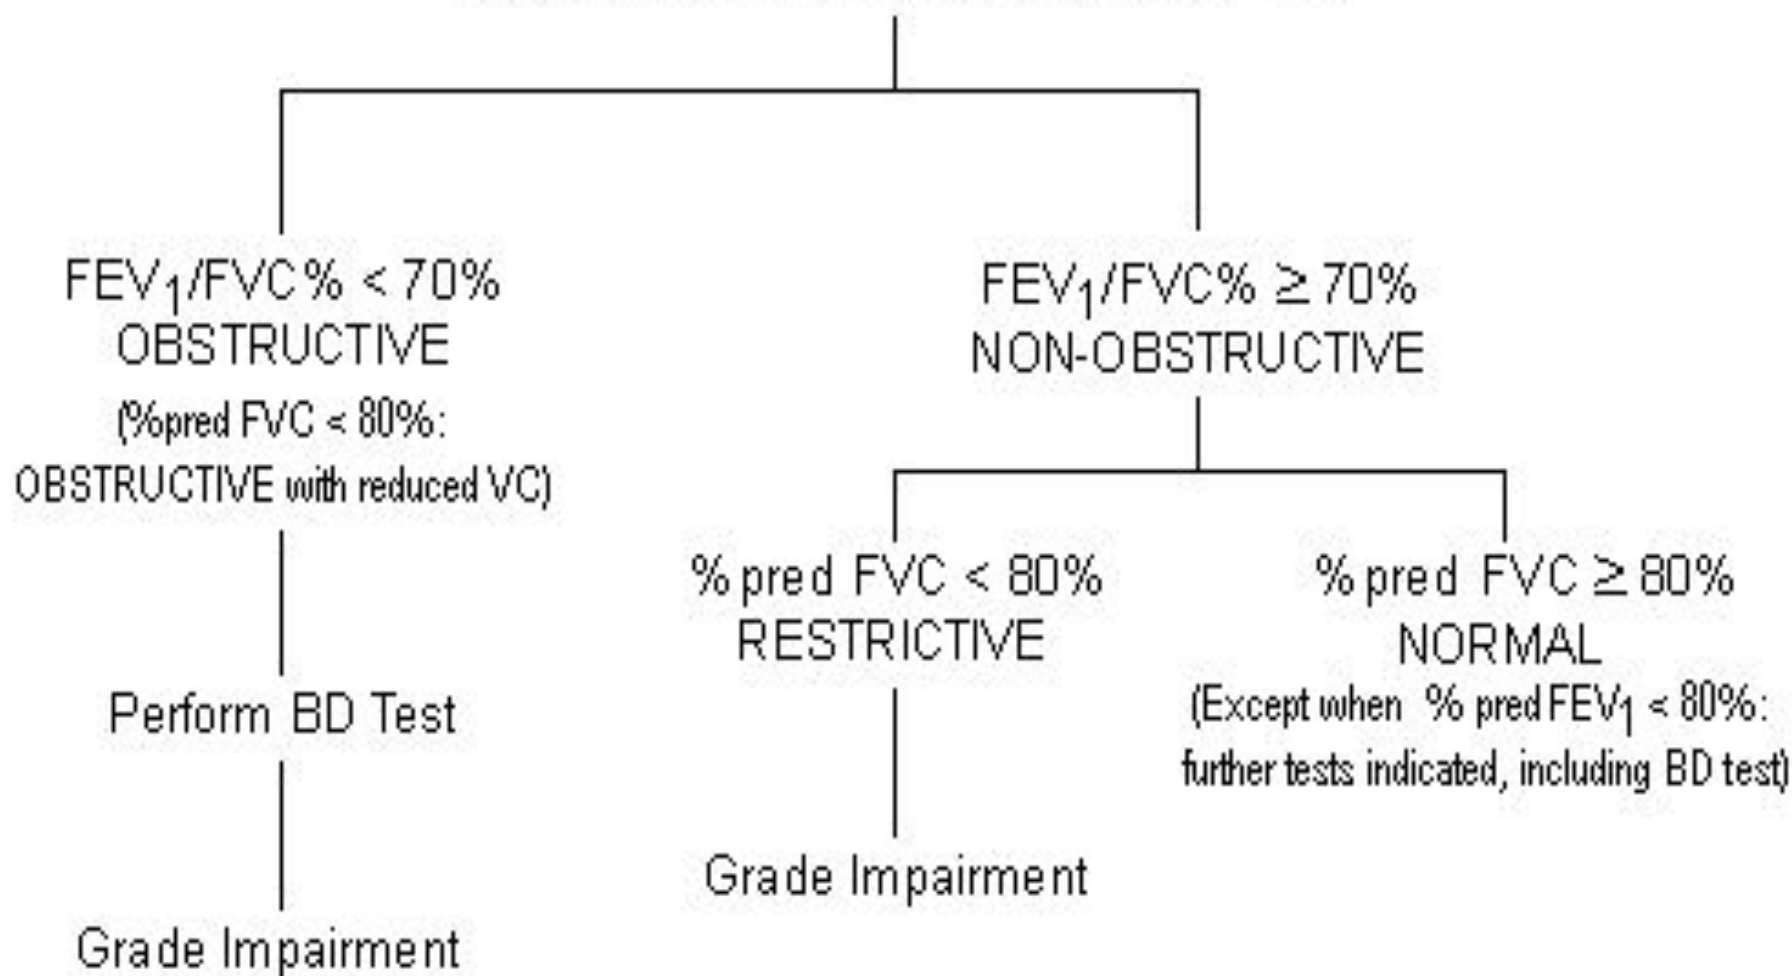 FEV1/FVC% < 70%
OBSTRUCTIVE
(%pred FVC < 80%:
OBSTRUCTIVE with reduced VC)
Perform BD Test
Grade Impairment
FEV1/FVC% ≥ 70%
NON-OBSTRUCTIVE
% pred FVC < 80%
RESTRICTIVE
Grade Impairment
% pred FVC ≥ 80%
NORMAL
(Except when % pred FEV1 < 80%:
further tests indicated, including BD test)